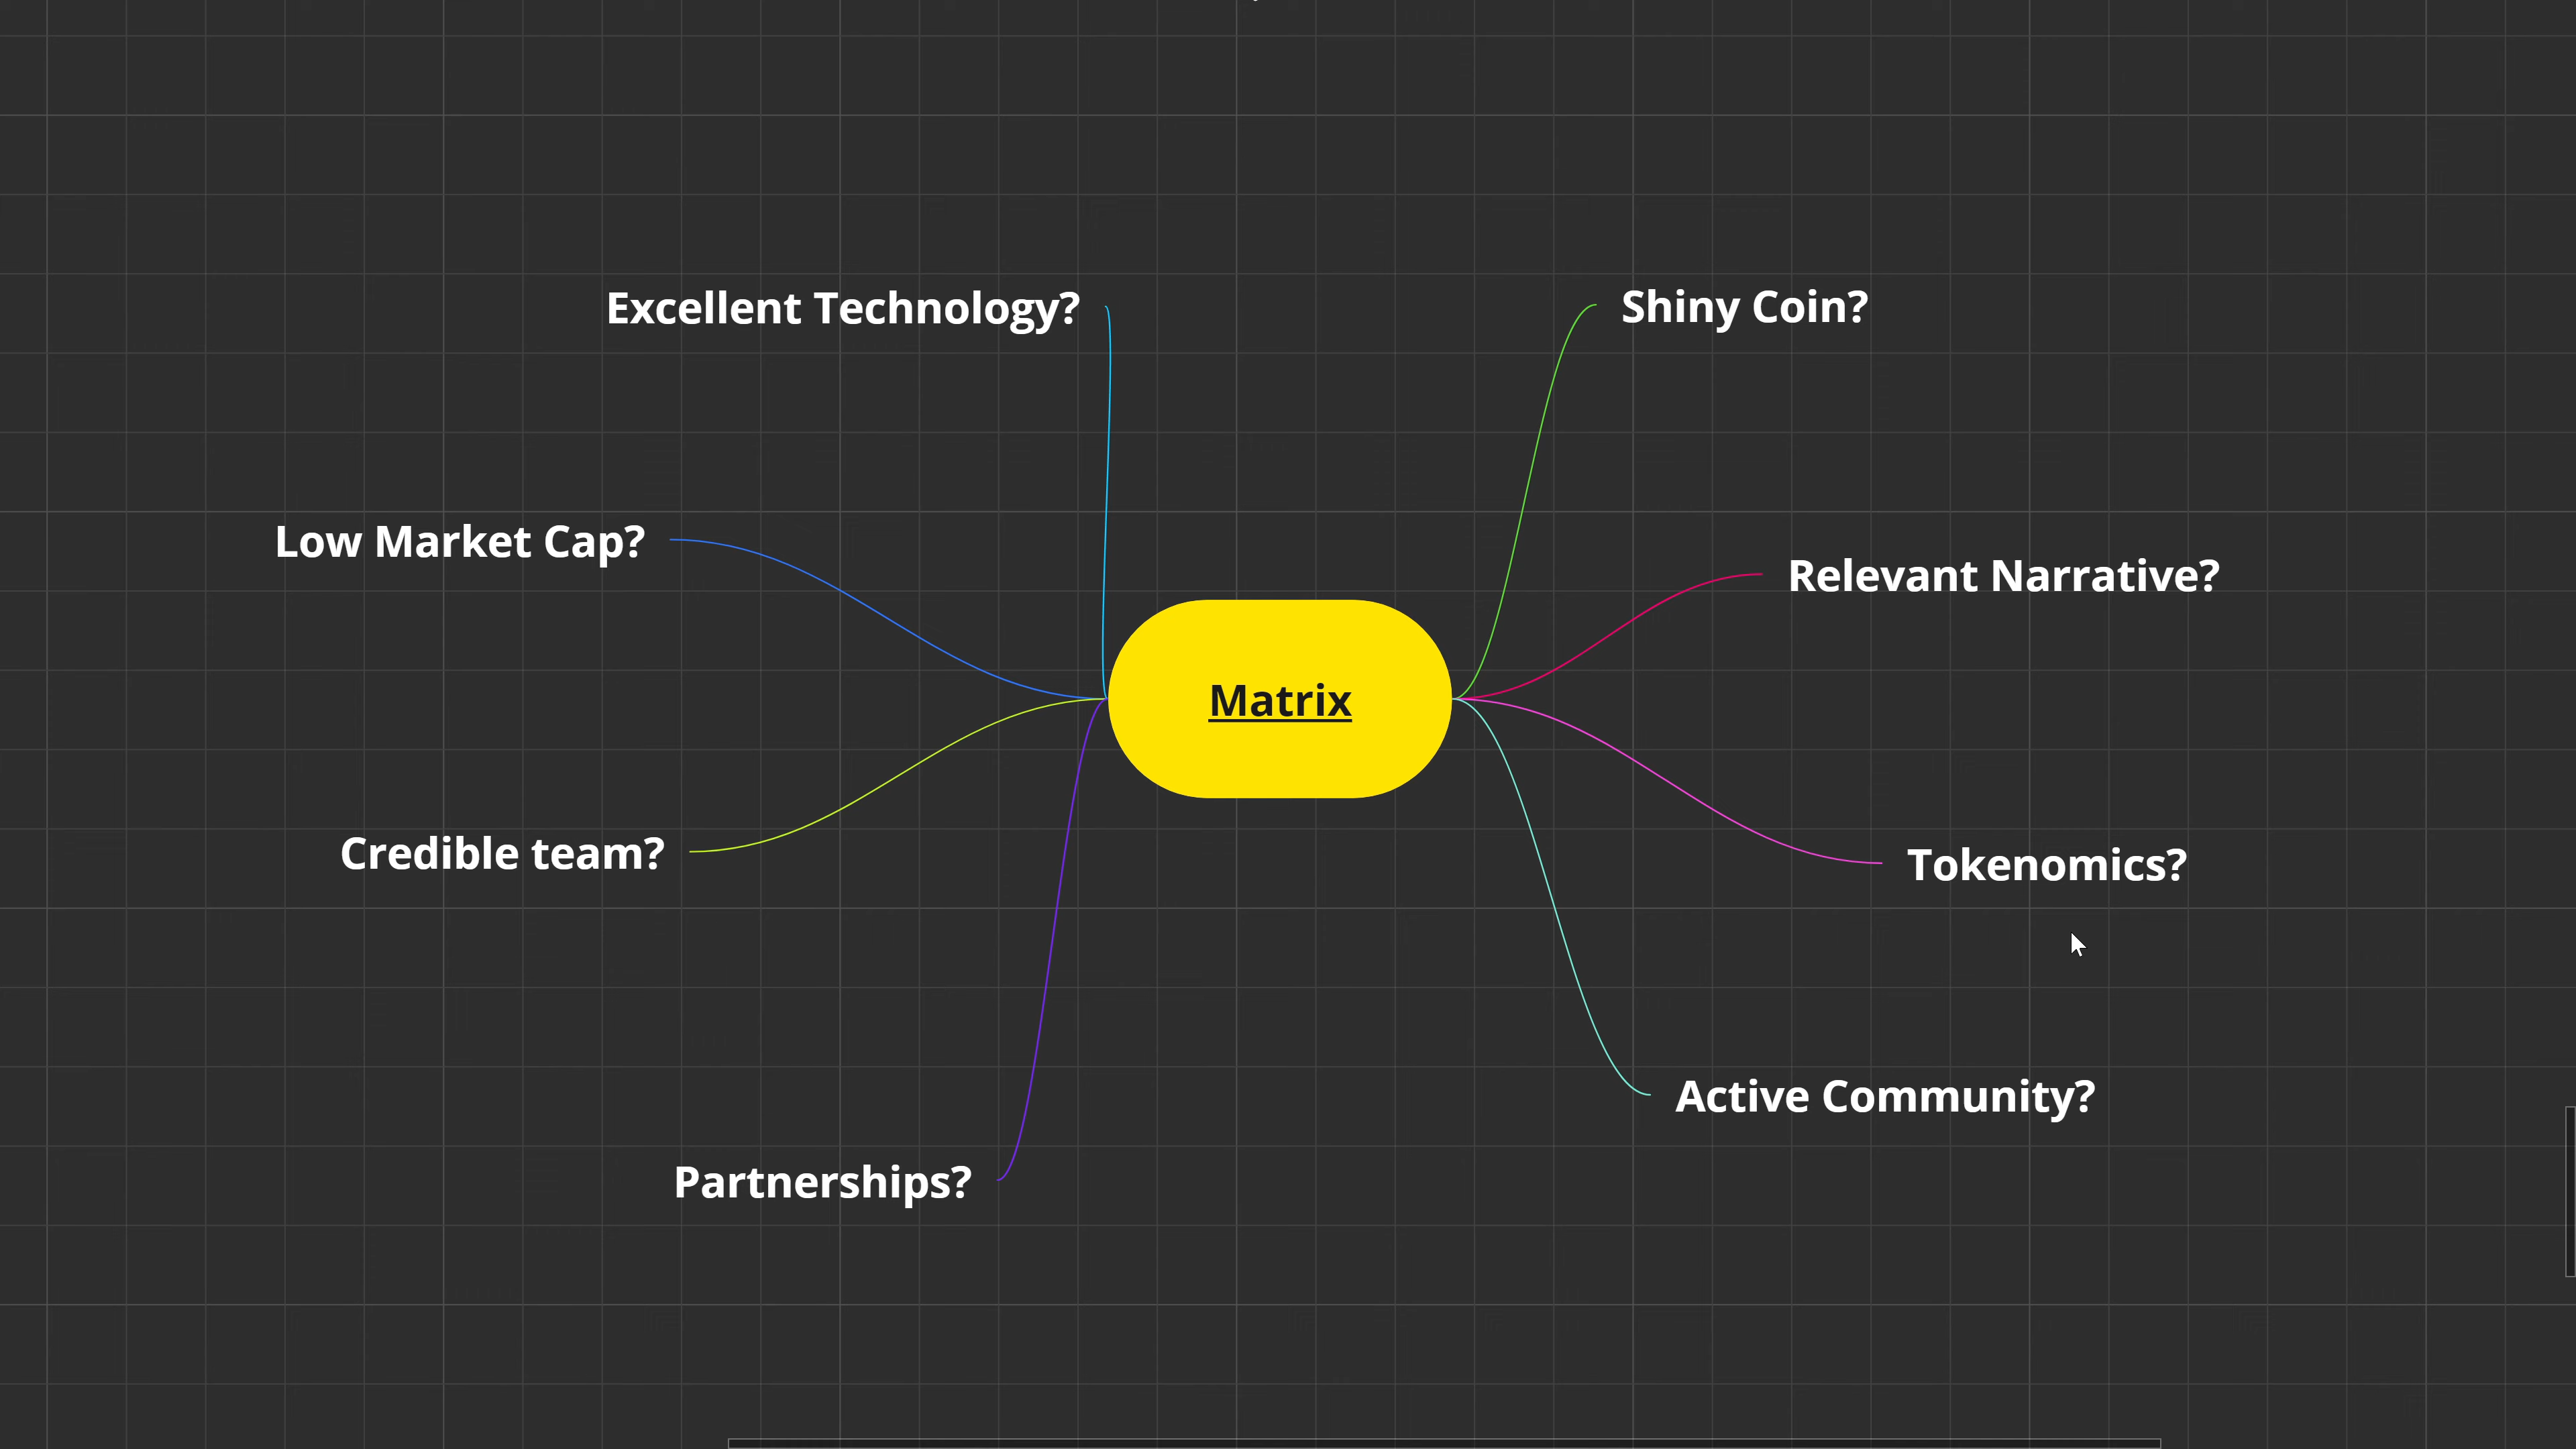 Excellent Technology?
Shiny Coin?
Low Market Cap?
Relevant Narrative?
Matrix
Credible team?
Tokenomics?
Active Community?
Partnerships?